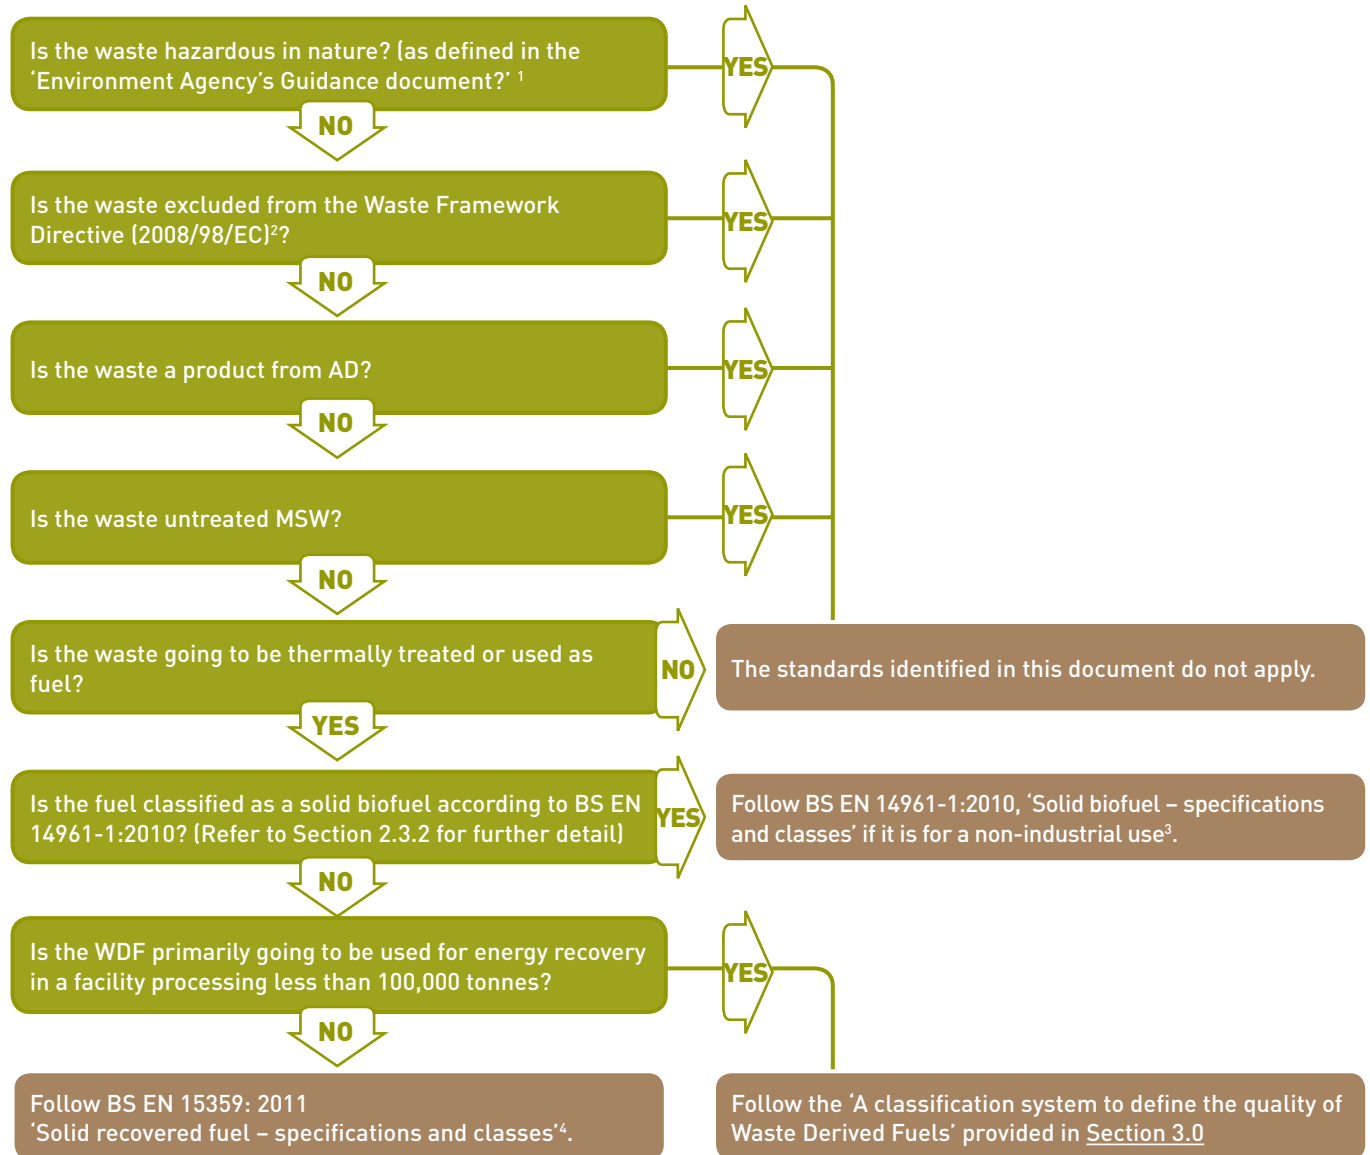 Is the waste hazardous in nature? (as defined in the
‘Environment Agency’s Guidance document?’ ¹
YES
NO
Is the waste excluded from the Waste Framework
Directive (2008/98/EC)²?
YES
NO
Is the waste a product from AD?
YES
NO
Is the waste untreated MSW?
YES
NO
Is the waste going to be thermally treated or used as
fuel?
NO
The standards identified in this document do not apply.
YES
Is the fuel classified as a solid biofuel according to BS EN
14961-1:2010? (Refer to Section 2.3.2 for further detail)
YES
Follow BS EN 14961-1:2010, ‘Solid biofuel – specifications
and classes’ if it is for a non-industrial use³.
NO
Is the WDF primarily going to be used for energy recovery
in a facility processing less than 100,000 tonnes?
YES
NO
Follow BS EN 15359: 2011
‘Solid recovered fuel – specifications and classes’⁴.
Follow the ‘A classification system to define the quality of
Waste Derived Fuels’ provided in Section 3.0